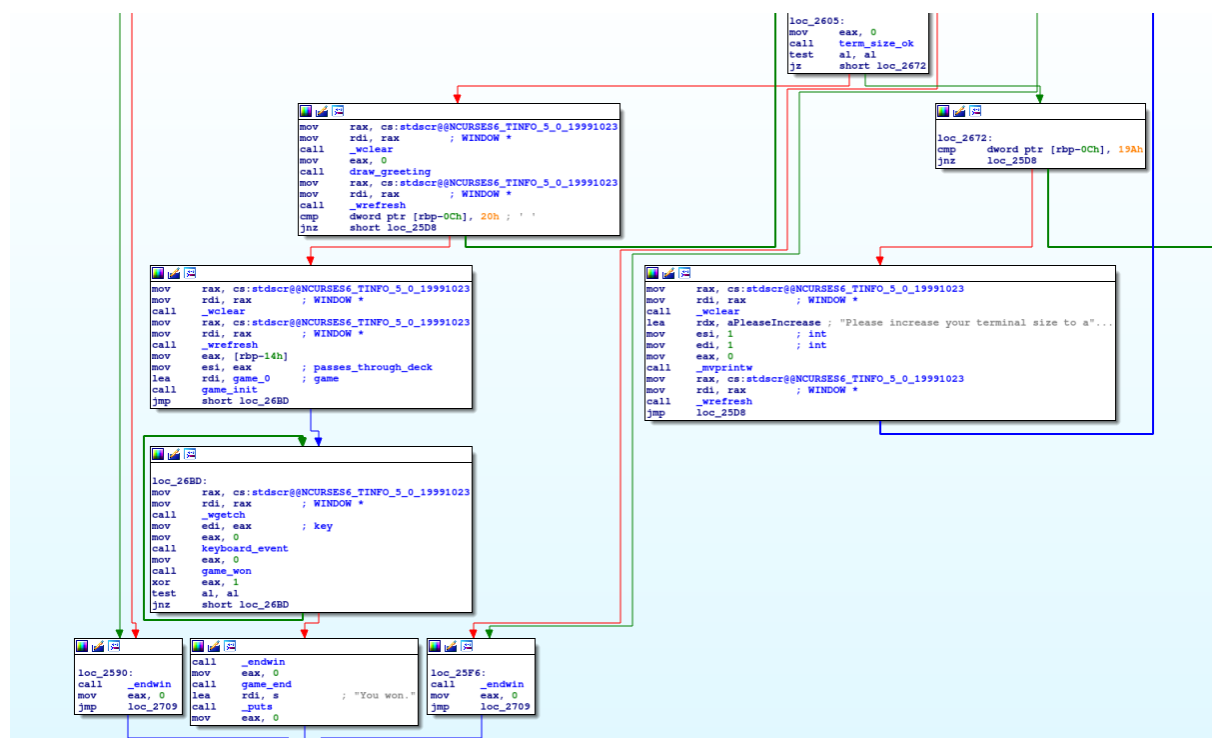 loc_2605:
mov eax, 0
call term_size_ok
test al, al
jz short loc_2672
mov rax, cs:stdscr@@NCURSES6_TINFO_5_0_19991023
mov rdi, rax ; WINDOW *
call _wclear
mov eax, 0
call draw_greeting
mov rax, cs:stdscr@@NCURSES6_TINFO_5_0_19991023
mov rdi, rax ; WINDOW *
call _wrefresh
cmp dword ptr [rbp-0Ch], 20h ; ' '
jnz short loc_25D8
loc_2672:
cmp dword ptr [rbp-0Ch], 19Ah
jnz loc_25D8
mov rax, cs:stdscr@@NCURSES6_TINFO_5_0_19991023
mov rdi, rax ; WINDOW *
call _wclear
mov rax, cs:stdscr@@NCURSES6_TINFO_5_0_19991023
mov rdi, rax ; WINDOW *
call _wrefresh
mov eax, [rbp-14h]
mov esi, eax ; passes_through_deck
lea rdi, game_0 ; game
call game_init
jmp short loc_26BD
mov rax, cs:stdscr@@NCURSES6_TINFO_5_0_19991023
mov rdi, rax ; WINDOW *
call _wclear
lea rdx, aPleaseIncrease ; "Please increase your terminal size to a"...
mov esi, 1 ; int
mov edi, 1 ; int
mov eax, 0
call _mvprintw
mov rax, cs:stdscr@@NCURSES6_TINFO_5_0_19991023
mov rdi, rax ; WINDOW *
call _wrefresh
jmp loc_25D8
loc_26BD:
mov rax, cs:stdscr@@NCURSES6_TINFO_5_0_19991023
mov rdi, rax ; WINDOW *
call _wgetch
mov edi, eax ; key
mov eax, 0
call keyboard_event
mov eax, 0
call game_won
xor eax, 1
test al, al
jnz short loc_26BD
loc_2590:
call _endwin
mov eax, 0
jmp loc_2709
call _endwin
mov eax, 0
call game_end
lea rdi, s ; "You won."
call _puts
mov eax, 0
loc_25F6:
call _endwin
mov eax, 0
jmp loc_2709